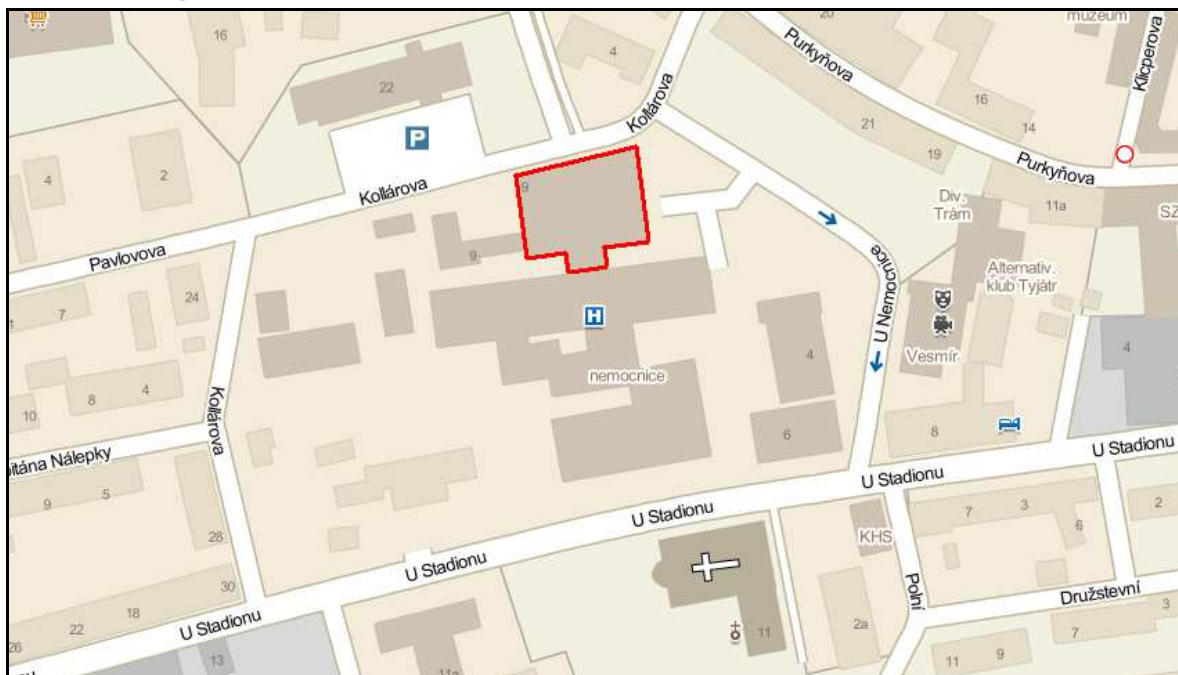 muzeum
20
16
4
Purkyňova
Klicperova
22
Kollárova
16
14
P
21
19
Purkyňova
4
2
9
Kollárova
Div.
Trám
11a
SZ
Pavlovova
9
U Nemocnice
Alternativ.
klub Tyjátr
24
7
H
Vesmír
4
4
nemocnice
8
4
10
Kollárova
6
8
U Stadionu
pitána Nálepky
U Stadionu
9
5
U Stadionu
7
3
2
28
KHS
6
U Stadionu
Polní
Družstevní
30
18
22
26
U Stadionu
2a
11
3
7
13
11a
11
9